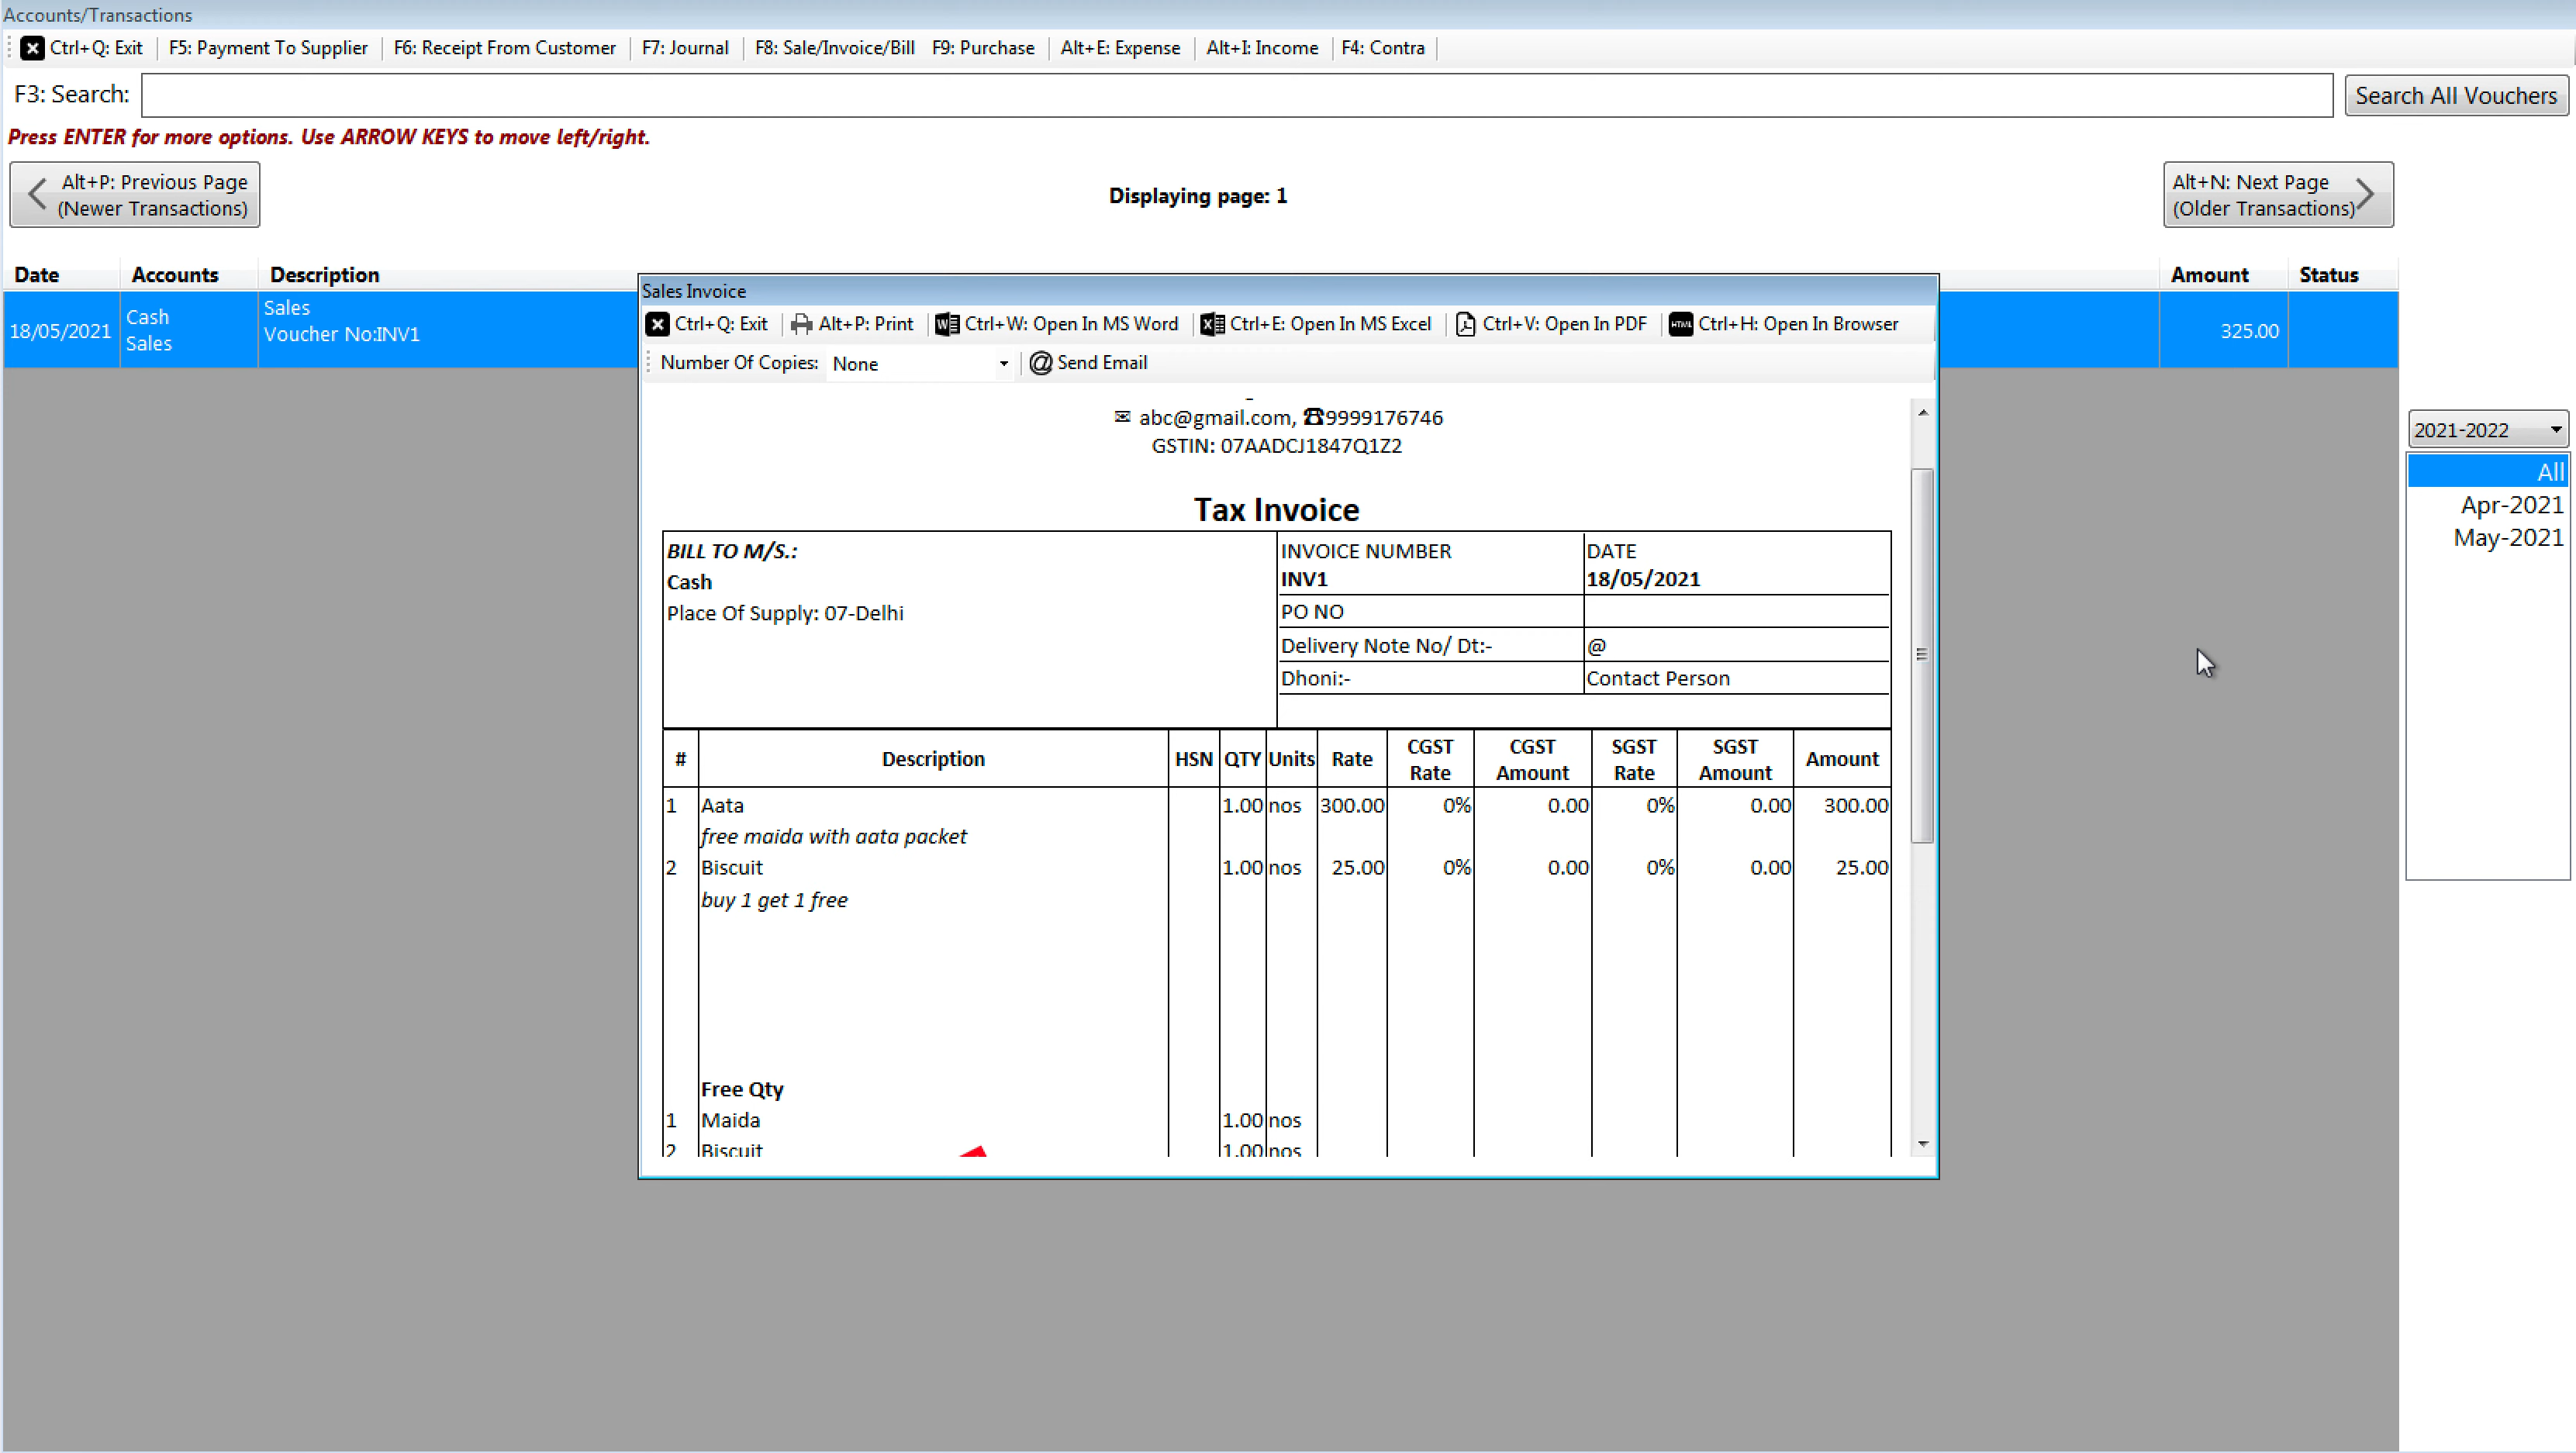 Accounts/Transactions
Ctrl+Q: Exit F5: Payment To Supplier F6: Receipt From Customer F7: Journal F8: Sale/Invoice/Bill F9: Purchase Alt+E: Expense Alt+I: Income F4: Contra
F3: Search: Search All Vouchers
Press ENTER for more options. Use ARROW KEYS to move left/right.
Alt+P: Previous Page
(Newer Transactions)
Displaying page: 1
Alt+N: Next Page
(Older Transactions)
Date Accounts Description Amount Status
18/05/2021 Cash Sales Sales Voucher No:INV1 325.00
2021-2022
All
Apr-2021
May-2021
Sales Invoice
Ctrl+Q: Exit Alt+P: Print Ctrl+W: Open In MS Word Ctrl+E: Open In MS Excel Ctrl+V: Open In PDF HTML Ctrl+H: Open In Browser
Number Of Copies: None @ Send Email
✉ abc@gmail.com, ☎9999176746
GSTIN: 07AADCJ1847Q1Z2
Tax Invoice
BILL TO M/S.:
Cash
Place Of Supply: 07-Delhi
INVOICE NUMBER DATE
INV1 18/05/2021
PO NO
Delivery Note No/ Dt:- @
Dhoni:- Contact Person
# Description HSN QTY Units Rate CGST Rate CGST Amount SGST Rate SGST Amount Amount
1 Aata 1.00 nos 300.00 0% 0.00 0% 0.00 300.00
free maida with aata packet
2 Biscuit 1.00 nos 25.00 0% 0.00 0% 0.00 25.00
buy 1 get 1 free
Free Qty
1 Maida 1.00 nos
2 Biscuit 1.00 nos